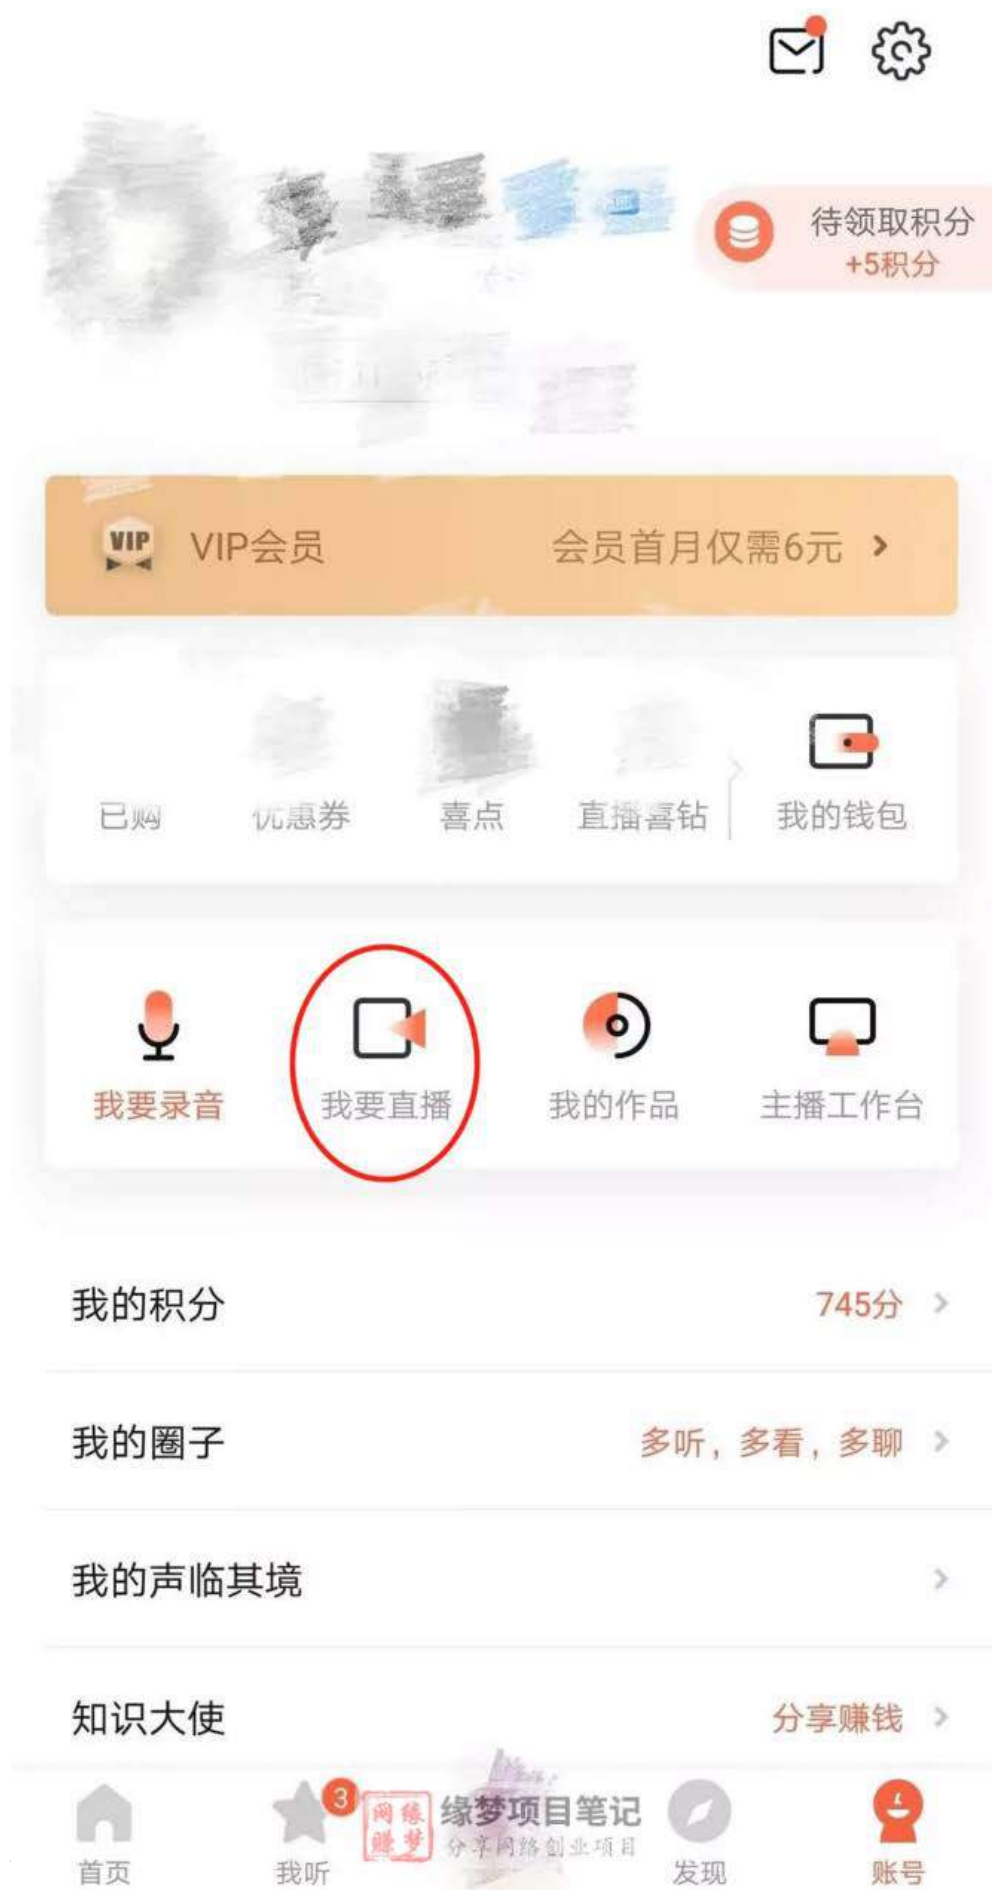 待领取积分
+5积分
VIP VIP会员 会员首月仅需6元
已购 优惠券 喜点 直播喜钻 我的钱包
我要录音 我要直播 我的作品 主播工作台
我的积分 745分
我的圈子 多听，多看，多聊
我的声临其境
知识大使 分享赚钱
3
网缘
赚梦
缘梦项目笔记
分享网络创业项目
首页 我听 发现 账号